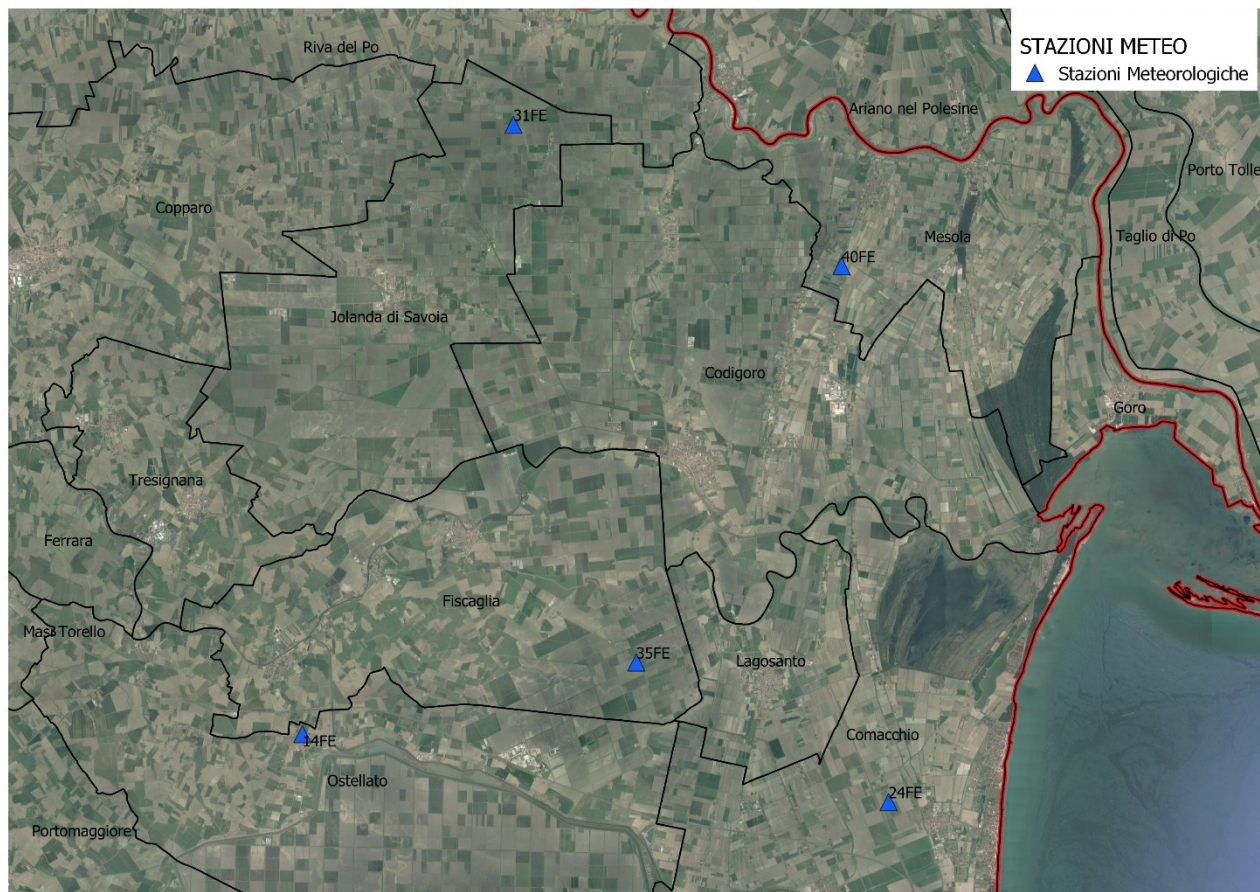 STAZIONI METEO
Stazioni Meteorologiche
Riva del Po
31FE
Ariano nel Polesine
Porto Tolle
Copparo
Mesola
Taglio di Po
40FE
Jolanda di Savoia
Codigoro
Goro
Tresignana
Ferrara
Fiscaglia
Masi Torello
35FE
Lagosanto
14FE
Comacchio
Ostellato
24FE
Portomaggiore